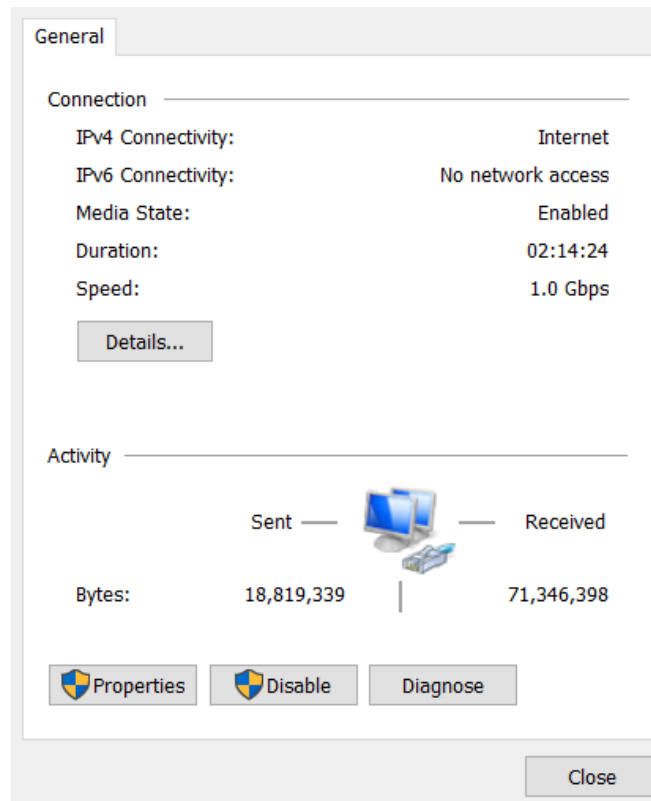 General
Connection
IPv4 Connectivity: Internet
IPv6 Connectivity: No network access
Media State: Enabled
Duration: 02:14:24
Speed: 1.0 Gbps
Details...
Activity
Sent Received
Bytes: 18,819,339 71,346,398
Properties Disable Diagnose
Close